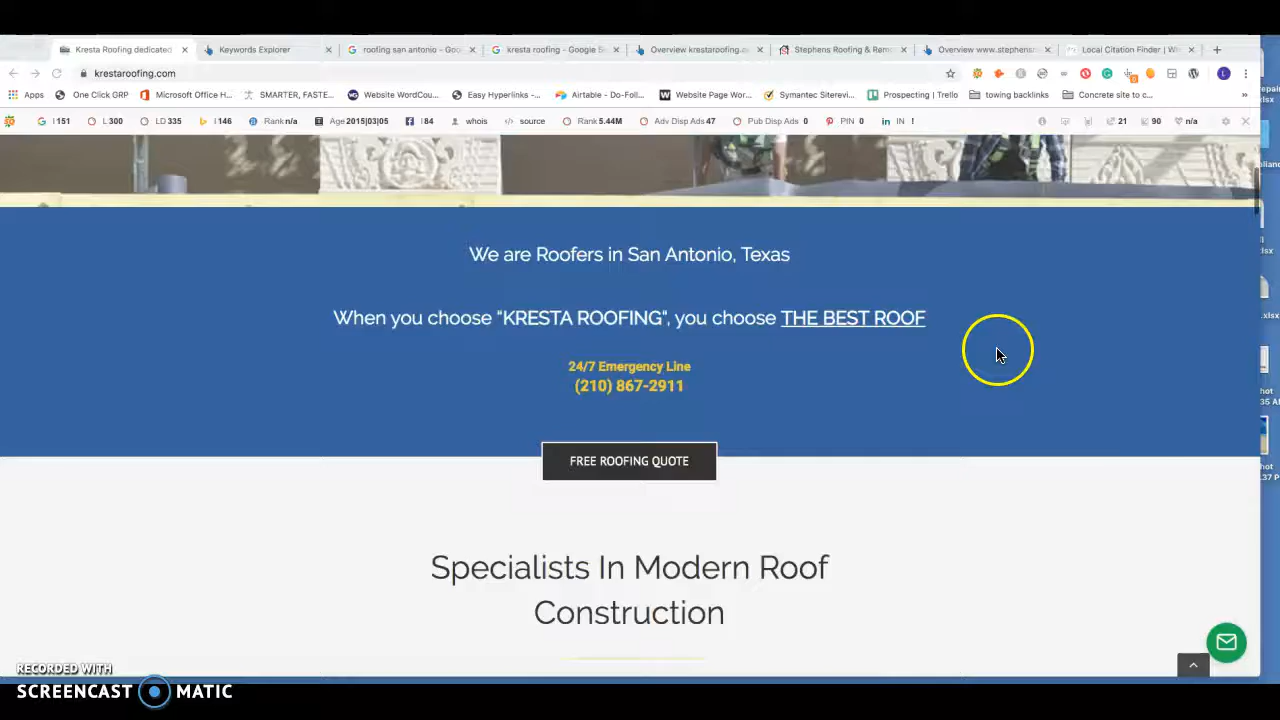 Kresta Roofing dedicated
Keywords Explorer
roofing san antonio - Goo
kresta roofing - Google S
Overview krestaroofing.c
Stephens Roofing & Rem
Overview www.stephens
Local Citation Finder | W
krestaroofing.com
Apps
One Click GRP
Microsoft Office H...
SMARTER, FASTE...
Website WordCou...
Easy Hyperlinks -...
Airtable - Do-Foll...
Website Page Wor...
Symantec Siterevi...
Prospecting | Trello
towing backlinks
Concrete site to c...
I 151
L 300
LD 335
I 146
Rank n/a
Age 2015|03|05
I 84
whois
source
Rank 5.44M
Adv Disp Ads 47
Pub Disp Ads 0
PIN 0
IN !
21
90
n/a
We are Roofers in San Antonio, Texas
When you choose "KRESTA ROOFING", you choose THE BEST ROOF
24/7 Emergency Line
(210) 867-2911
FREE ROOFING QUOTE
Specialists In Modern Roof
Construction
RECORDED WITH
SCREENCAST MATIC